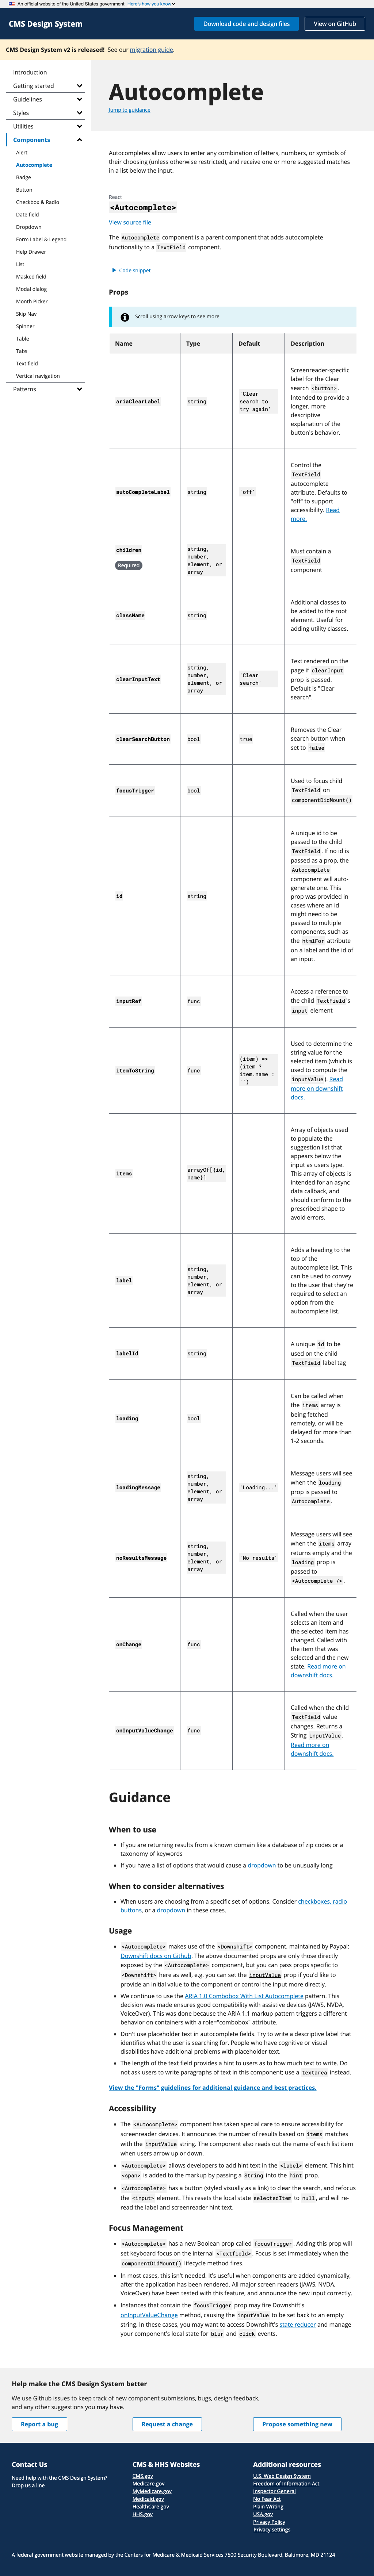 An official website of the United States government Here's how you know
CMS Design System
Download code and design files
View on GitHub
CMS Design System v2 is released! See our migration guide.
Introduction
Getting started
Guidelines
Styles
Utilities
Components
Alert
Autocomplete
Badge
Button
Checkbox & Radio
Date field
Dropdown
Form Label & Legend
Help Drawer
List
Masked field
Modal dialog
Month Picker
Skip Nav
Spinner
Table
Tabs
Text field
Vertical navigation
Patterns
Autocomplete
Jump to guidance
Autocompletes allow users to enter any combination of letters, numbers, or symbols of
their choosing (unless otherwise restricted), and receive one or more suggested matches
in a list below the input.
React
<Autocomplete>
View source file
The Autocomplete component is a parent component that adds autocomplete
functionality to a TextField component.
Code snippet
Props
Scroll using arrow keys to see more
Name Type Default Description
ariaClearLabel string 'Clear
search to
try again'
Screenreader-specific
label for the Clear
search <button>.
Intended to provide a
longer, more
descriptive
explanation of the
button's behavior.
autoCompleteLabel string 'off'
Control the
TextField
autocomplete
attribute. Defaults to
"off" to support
accessibility. Read
more.
children
Required
string,
number,
element, or
array
Must contain a
TextField
component
className string
Additional classes to
be added to the root
element. Useful for
adding utility classes.
clearInputText
string,
number,
element, or
array
'Clear
search'
Text rendered on the
page if clearInput
prop is passed.
Default is "Clear
search".
clearSearchButton bool true
Removes the Clear
search button when
set to false
focusTrigger bool
Used to focus child
TextField on
componentDidMount()
id string
A unique id to be
passed to the child
TextField. If no id is
passed as a prop, the
Autocomplete
component will auto-
generate one. This
prop was provided in
cases where an id
might need to be
passed to multiple
components, such as
the htmlFor attribute
on a label and the id of
an input.
inputRef func
Access a reference to
the child TextField's
input element
itemToString func
(item) =>
(item ?
item.name :
'')
Used to determine the
string value for the
selected item (which is
used to compute the
inputValue). Read
more on downshift
docs.
items
arrayOf[{id,
name}]
Array of objects used
to populate the
suggestion list that
appears below the
input as users type.
This array of objects is
intended for an async
data callback, and
should conform to the
prescribed shape to
avoid errors.
label
string,
number,
element, or
array
Adds a heading to the
top of the
autocomplete list. This
can be used to convey
to the user that they're
required to select an
option from the
autocomplete list.
labelId string
A unique id to be
used on the child
TextField label tag
loading bool
Can be called when
the items array is
being fetched
remotely, or will be
delayed for more than
1-2 seconds.
loadingMessage
string,
number,
element, or
array
'Loading...'
Message users will see
when the loading
prop is passed to
Autocomplete.
noResultsMessage
string,
number,
element, or
array
'No results'
Message users will see
when the items array
returns empty and the
loading prop is
passed to
<Autocomplete />.
onChange func
Called when the user
selects an item and
the selected item has
changed. Called with
the item that was
selected and the new
state. Read more on
downshift docs.
onInputValueChange func
Called when the child
TextField value
changes. Returns a
String inputValue.
Read more on
downshift docs.
Guidance
When to use
If you are returning results from a known domain like a database of zip codes or a
taxonomy of keywords
If you have a list of options that would cause a dropdown to be unusually long
When to consider alternatives
When users are choosing from a specific set of options. Consider checkboxes, radio
buttons, or a dropdown in these cases.
Usage
<Autocomplete> makes use of the <Downshift> component, maintained by Paypal:
Downshift docs on Github. The above documented props are only those directly
exposed by the <Autocomplete> component, but you can pass props specific to
<Downshift> here as well, e.g. you can set the inputValue prop if you'd like to
provide an initial value to the component or control the input more directly.
We continue to use the ARIA 1.0 Combobox With List Autocomplete pattern. This
decision was made ensures good compatibility with assistive devices (JAWS, NVDA,
VoiceOver). This was done because the ARIA 1.1 markup pattern triggers a different
behavior on containers with a role="combobox" attribute.
Don't use placeholder text in autocomplete fields. Try to write a descriptive label that
identifies what the user is searching for. People who have cognitive or visual
disabilities have additional problems with placeholder text.
The length of the text field provides a hint to users as to how much text to write. Do
not ask users to write paragraphs of text in this component; use a textarea instead.
View the "Forms" guidelines for additional guidance and best practices.
Accessibility
The <Autocomplete> component has taken special care to ensure accessibility for
screenreader devices. It announces the number of results based on items matches
with the inputValue string. The component also reads out the name of each list item
when users arrow up or down.
<Autocomplete> allows developers to add hint text in the <label> element. This hint
<span> is added to the markup by passing a String into the hint prop.
<Autocomplete> has a button (styled visually as a link) to clear the search, and refocus
the <input> element. This resets the local state selectedItem to null, and will re-
read the label and screenreader hint text.
Focus Management
<Autocomplete> has a new Boolean prop called focusTrigger. Adding this prop will
set keyboard focus on the internal <Textfield>. Focus is set immediately when the
componentDidMount() lifecycle method fires.
In most cases, this isn't needed. It's useful when components are added dynamically,
after the application has been rendered. All major screen readers (JAWS, NVDA,
VoiceOver) have been tested with this feature, and announce the new input correctly.
Instances that contain the focusTrigger prop may fire Downshift's
onInputValueChange method, causing the inputValue to be set back to an empty
string. In these cases, you may want to access Downshift's state reducer and manage
your component's local state for blur and click events.
Help make the CMS Design System better
We use Github issues to keep track of new component submissions, bugs, design feedback,
and any other suggestions you may have.
Report a bug
Request a change
Propose something new
Contact Us
Need help with the CMS Design System?
Drop us a line
CMS & HHS Websites
CMS.gov
Medicare.gov
MyMedicare.gov
Medicaid.gov
HealthCare.gov
HHS.gov
Additional resources
U.S. Web Design System
Freedom of Information Act
Inspector General
No Fear Act
Plain Writing
USA.gov
Privacy Policy
Privacy settings
A federal government website managed by the Centers for Medicare & Medicaid Services 7500 Security Boulevard, Baltimore, MD 21124